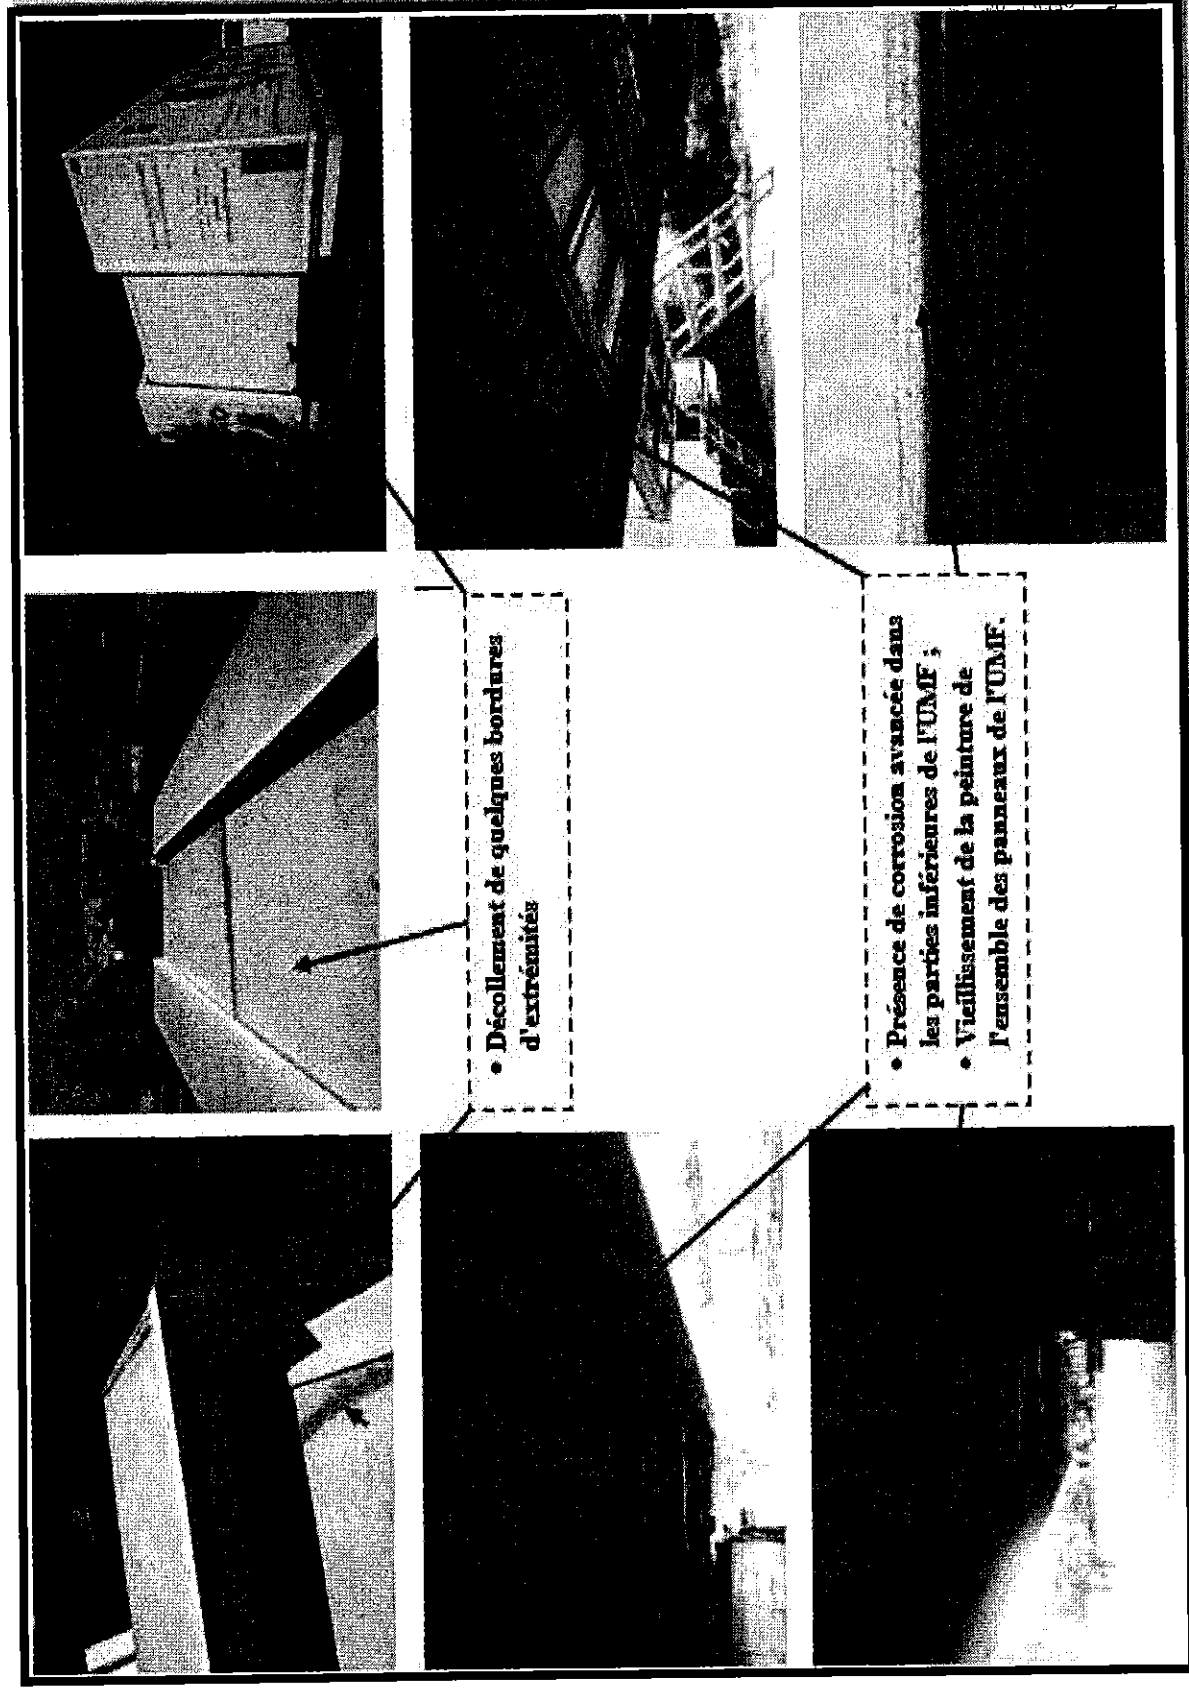 • Décollement de quelques bordures
d'extrémités
• Présence de corrosion avancée dans
les parties inférieures de l'UMF ;
• Vieillissement de la peinture de
l'ensemble des panneaux de l'UMF.